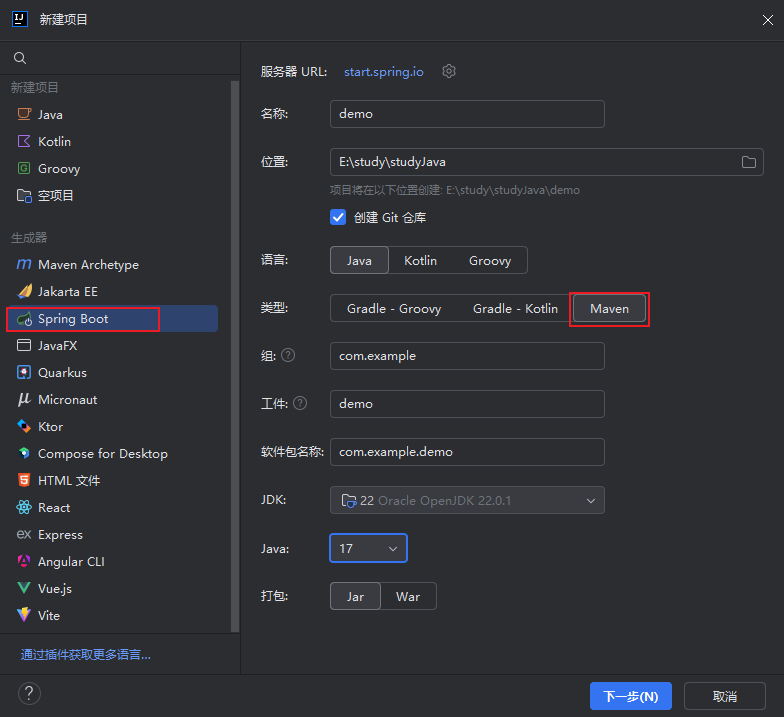 新建项目
新建项目
Java
Kotlin
Groovy
空项目
生成器
Maven Archetype
Jakarta EE
Spring Boot
JavaFX
Quarkus
Micronaut
Ktor
Compose for Desktop
HTML 文件
React
Express
Angular CLI
Vue.js
Vite
通过插件获取更多语言...
服务器 URL: start.spring.io
名称: demo
位置: E:\study\studyJava
项目将在以下位置创建: E:\study\studyJava\demo
创建 Git 仓库
语言: Java Kotlin Groovy
类型: Gradle - Groovy Gradle - Kotlin Maven
组: ? com.example
工件: ? demo
软件包名称: com.example.demo
JDK: 22 Oracle OpenJDK 22.0.1
Java: 17
打包: Jar War
? 下一步(N) 取消